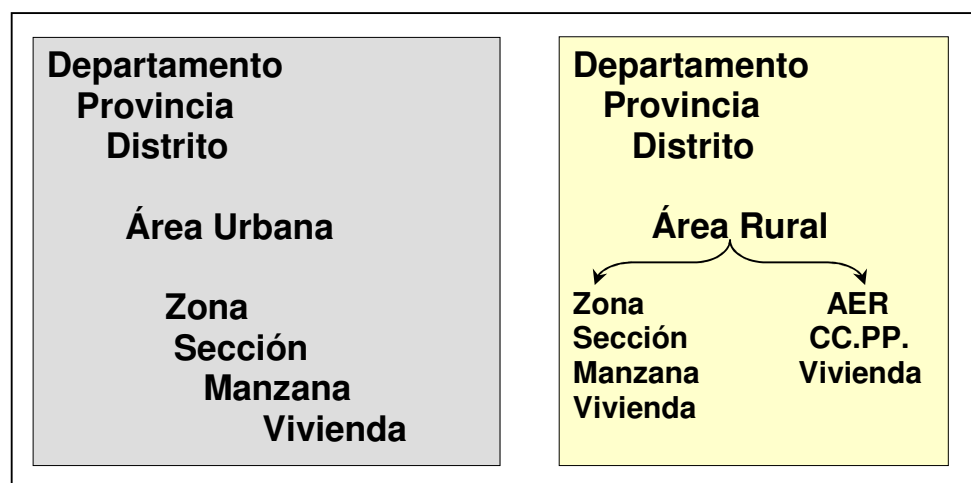 Departamento
Provincia
Distrito
Área Urbana
Zona
Sección
Manzana
Vivienda
Departamento
Provincia
Distrito
Área Rural
Zona
Sección
Manzana
Vivienda
AER
CC.PP.
Vivienda